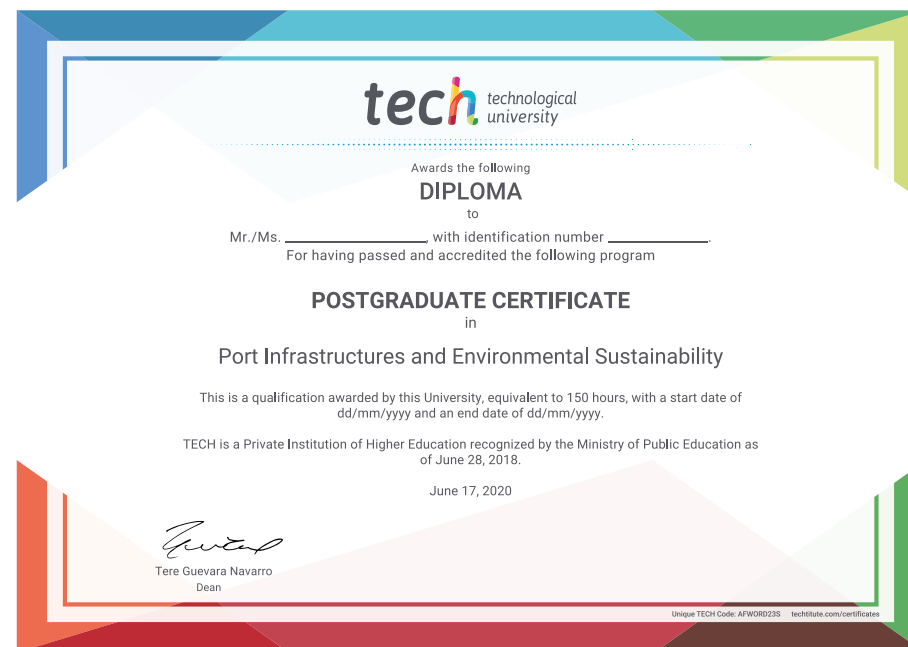 tech technological
university
Awards the following
DIPLOMA
to
Mr./Ms. ____________, with identification number ____________.
For having passed and accredited the following program
POSTGRADUATE CERTIFICATE
in
Port Infrastructures and Environmental Sustainability
This is a qualification awarded by this University, equivalent to 150 hours, with a start date of
dd/mm/yyyy and an end date of dd/mm/yyyy.
TECH is a Private Institution of Higher Education recognized by the Ministry of Public Education as
of June 28, 2018.
June 17, 2020
Tere Guevara Navarro
Dean
Unique TECH Code: AFWORD23S techtitute.com/certificates